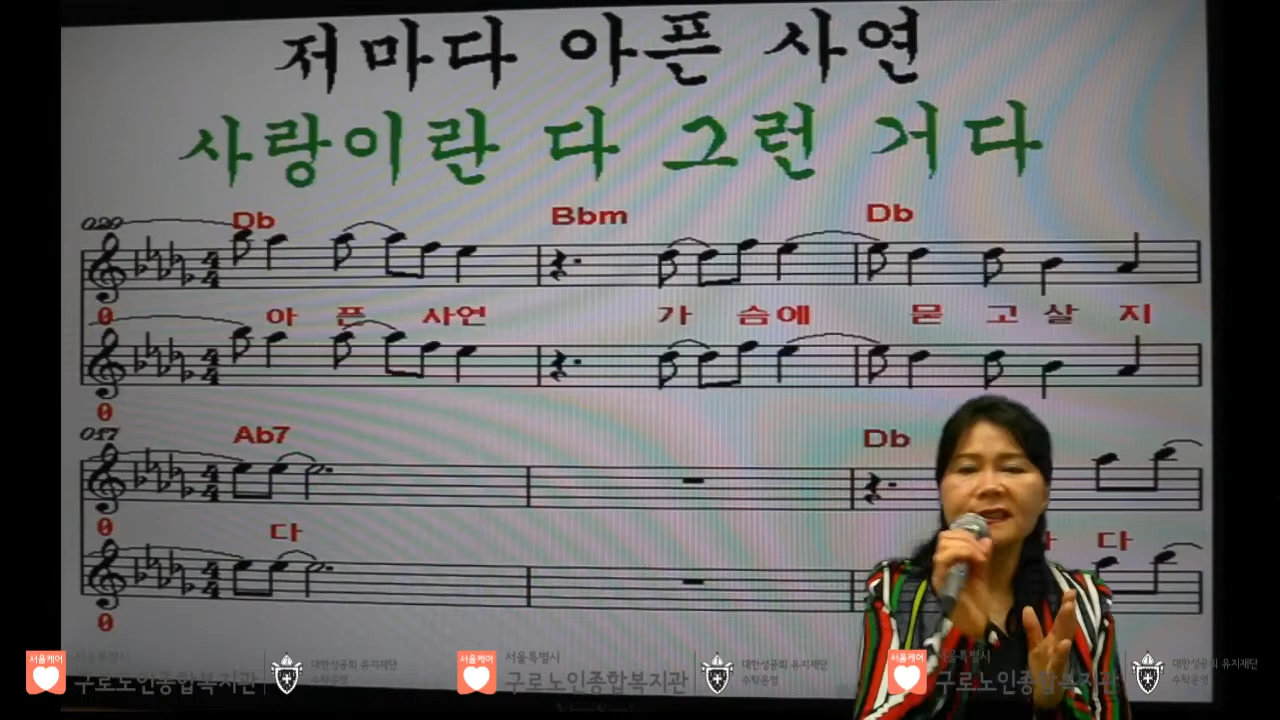 저마다 아픈 사연
사랑이란 다 그런 거다
020 Db Bbm Db
0 아 픈 사연 가 슴에 묻 고 살 지
0
017 Ab7 Db
0 다 다
0
서울케어 서울특별시 구로노인종합복지관 대한성공회 유지재단 수탁운영
서울케어 서울특별시 구로노인종합복지관 대한성공회 유지재단 수탁운영
서울케어 서울특별시 구로노인종합복지관 대한성공회 유지재단 수탁운영